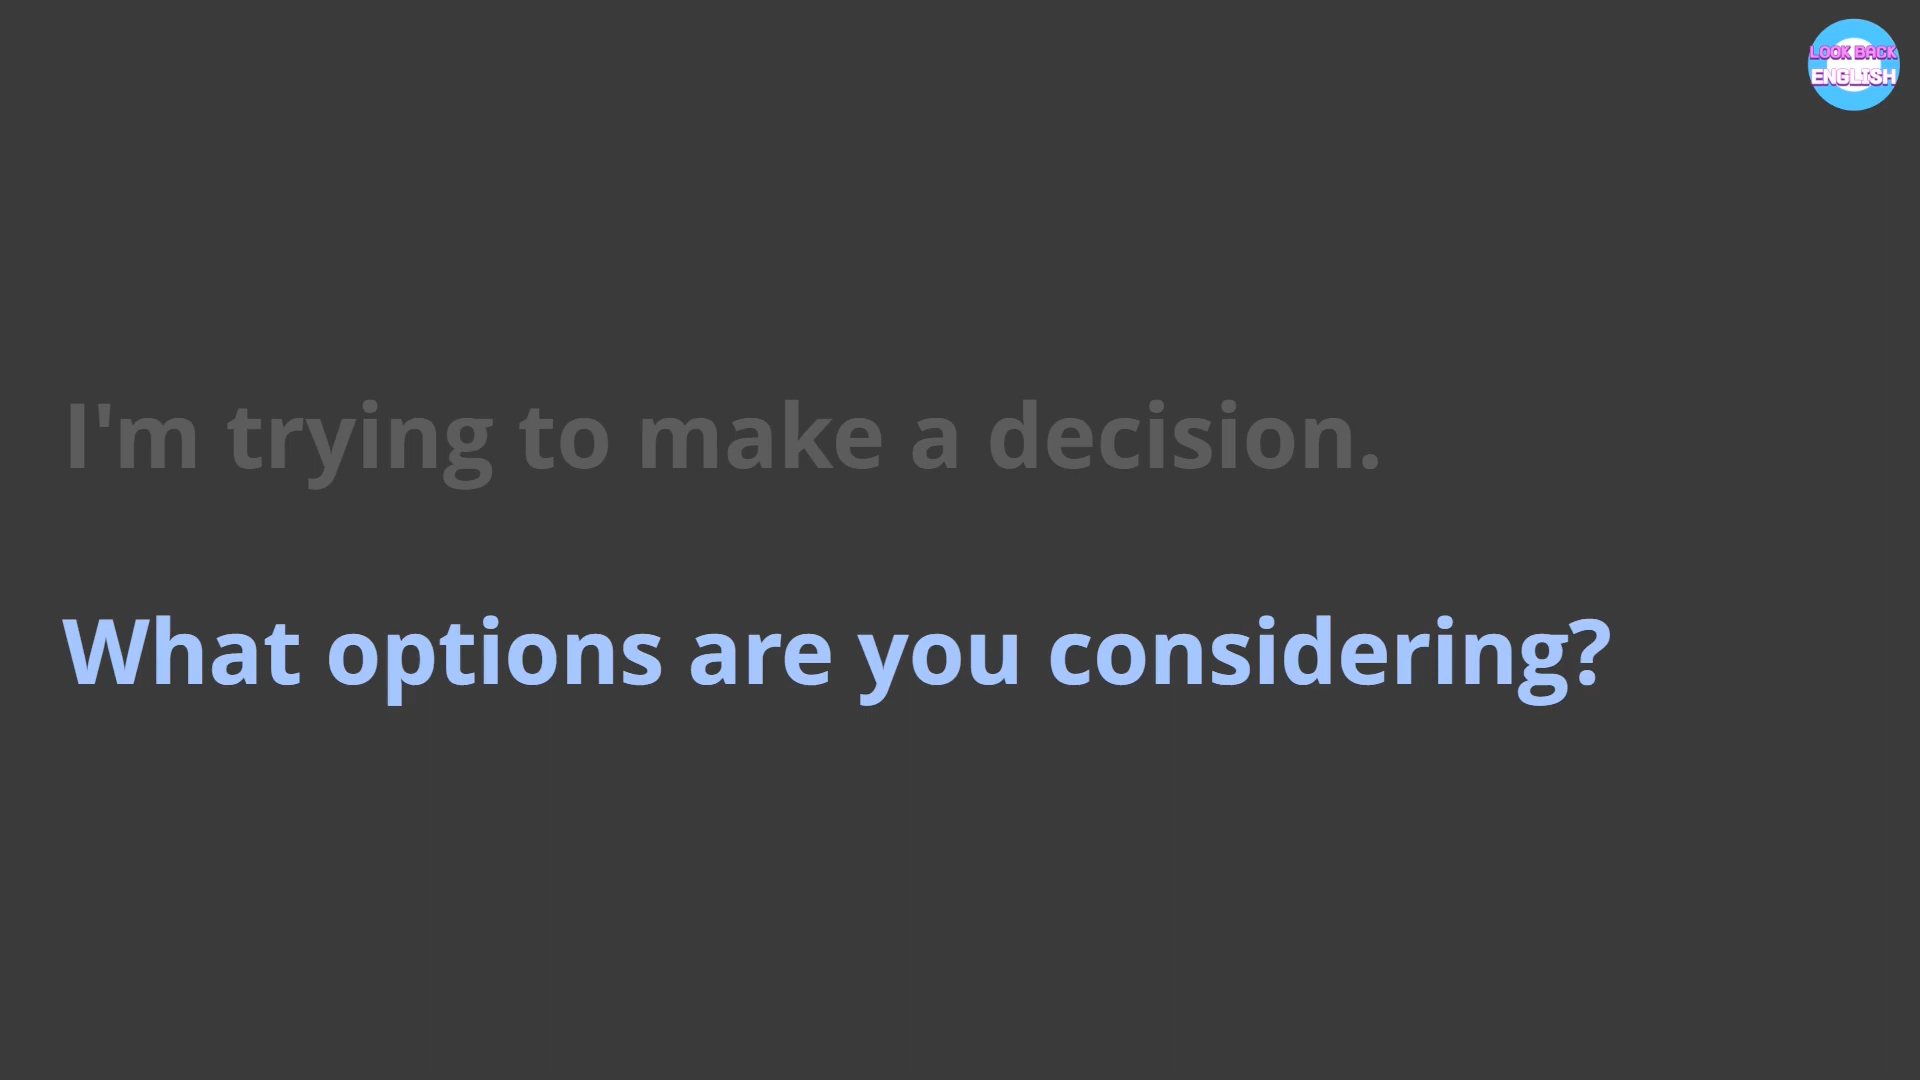 LOOK BACK
ENGLISH
I'm trying to make a decision.
What options are you considering?